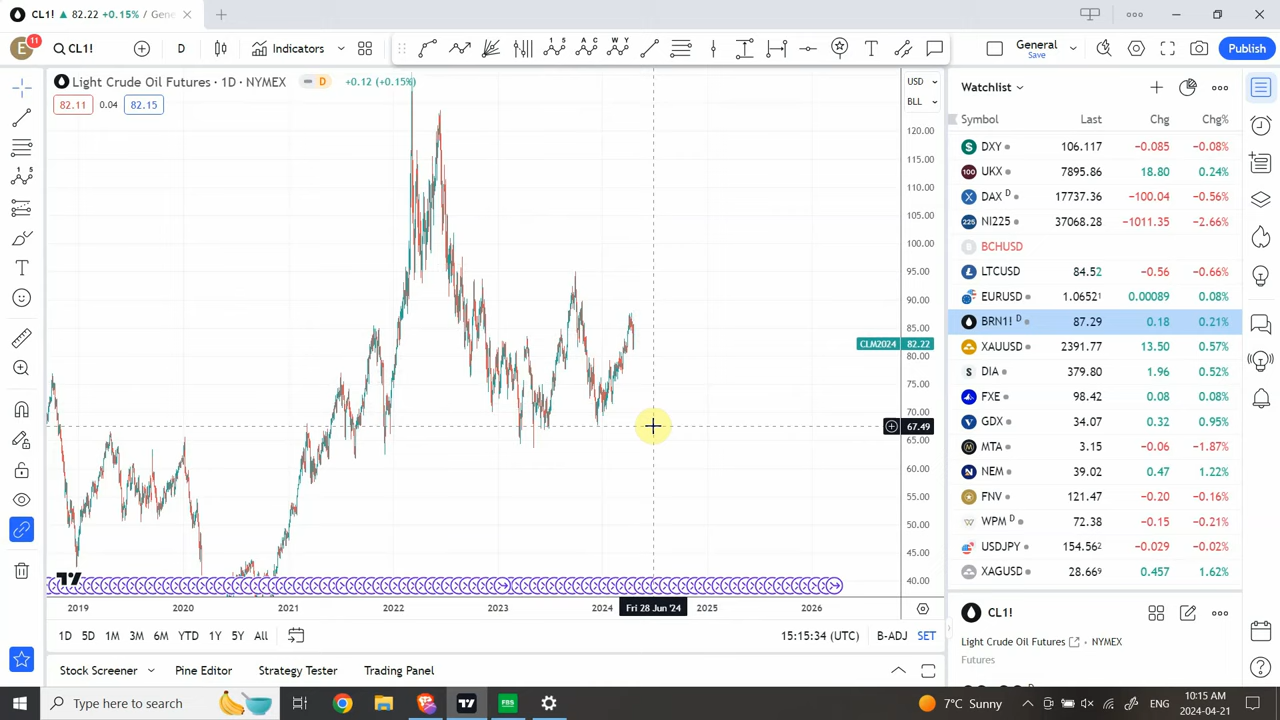 CL1! ▲ 82.22 +0.15% / Gene
E 11 CL1! D Indicators General Save Publish
Light Crude Oil Futures · 1D · NYMEX D +0.12 (+0.15%) USD
82.11 0.04 82.15 BLL
120.00
115.00
110.00
105.00
100.00
95.00
90.00
85.00
CLM2024 82.22
80.00
75.00
70.00
67.49
65.00
60.00
55.00
50.00
45.00
40.00
2019 2020 2021 2022 2023 2024 Fri 28 Jun '24 2025 2026
1D 5D 1M 3M 6M YTD 1Y 5Y All 15:15:34 (UTC) B-ADJ SET
Stock Screener Pine Editor Strategy Tester Trading Panel
Watchlist
Symbol Last Chg Chg%
DXY 106.117 −0.085 −0.08%
UKX 7895.86 18.80 0.24%
DAX D 17737.36 −100.04 −0.56%
NI225 37068.28 −1011.35 −2.66%
BCHUSD
LTCUSD 84.52 −0.56 −0.66%
EURUSD 1.06521 0.00089 0.08%
BRN1! D 87.29 0.18 0.21%
XAUUSD 2391.77 13.50 0.57%
DIA 379.80 1.96 0.52%
FXE 98.42 0.08 0.08%
GDX 34.07 0.32 0.95%
MTA 3.15 −0.06 −1.87%
NEM 39.02 0.47 1.22%
FNV 121.47 −0.20 −0.16%
WPM D 72.38 −0.15 −0.21%
USDJPY 154.562 −0.029 −0.02%
XAGUSD 28.669 0.457 1.62%
CL1!
Light Crude Oil Futures • NYMEX
Futures
Type here to search FBS 7°C Sunny 10:15 AM
2024-04-21